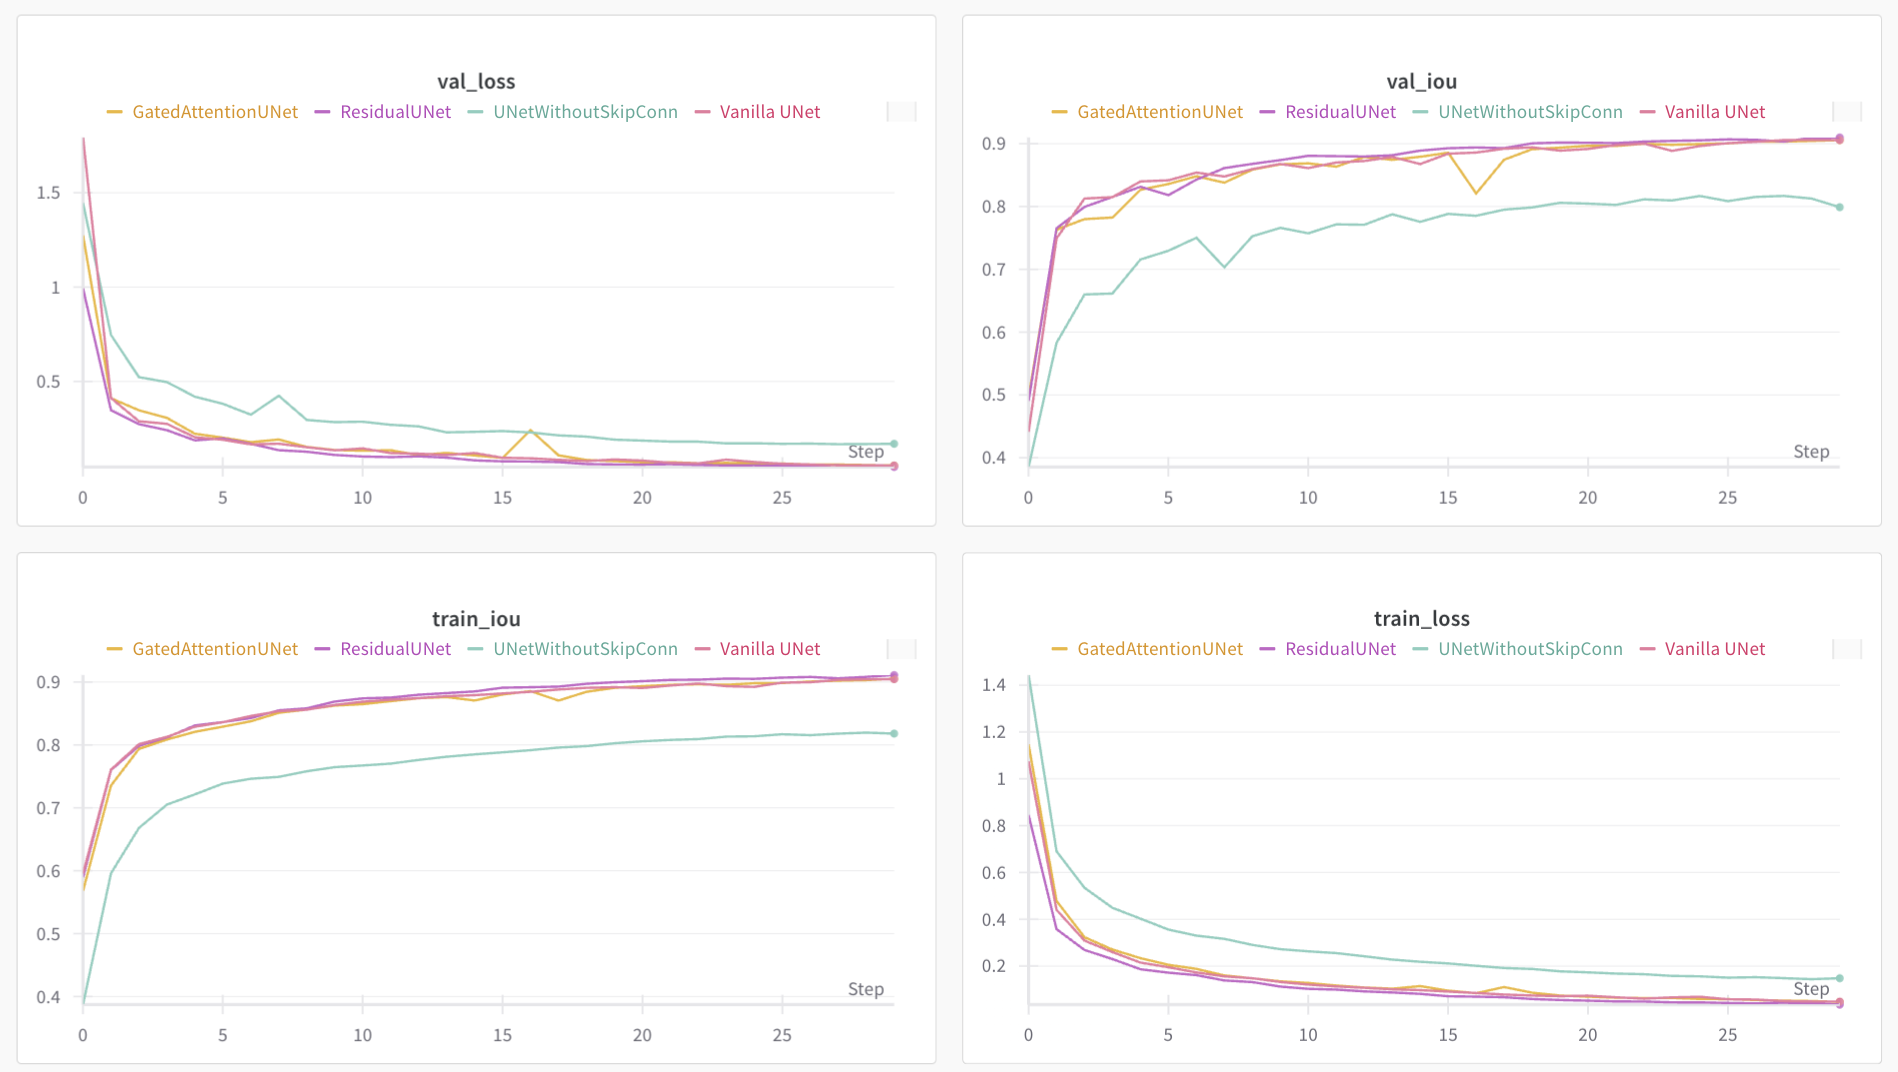 val_loss
GatedAttentionUNet ResidualUNet UNetWithoutSkipConn Vanilla UNet
1.5
1
0.5
Step
0 5 10 15 20 25
val_iou
GatedAttentionUNet ResidualUNet UNetWithoutSkipConn Vanilla UNet
0.9
0.8
0.7
0.6
0.5
0.4
Step
0 5 10 15 20 25
train_iou
GatedAttentionUNet ResidualUNet UNetWithoutSkipConn Vanilla UNet
0.9
0.8
0.7
0.6
0.5
0.4
Step
0 5 10 15 20 25
train_loss
GatedAttentionUNet ResidualUNet UNetWithoutSkipConn Vanilla UNet
1.4
1.2
1
0.8
0.6
0.4
0.2
Step
0 5 10 15 20 25